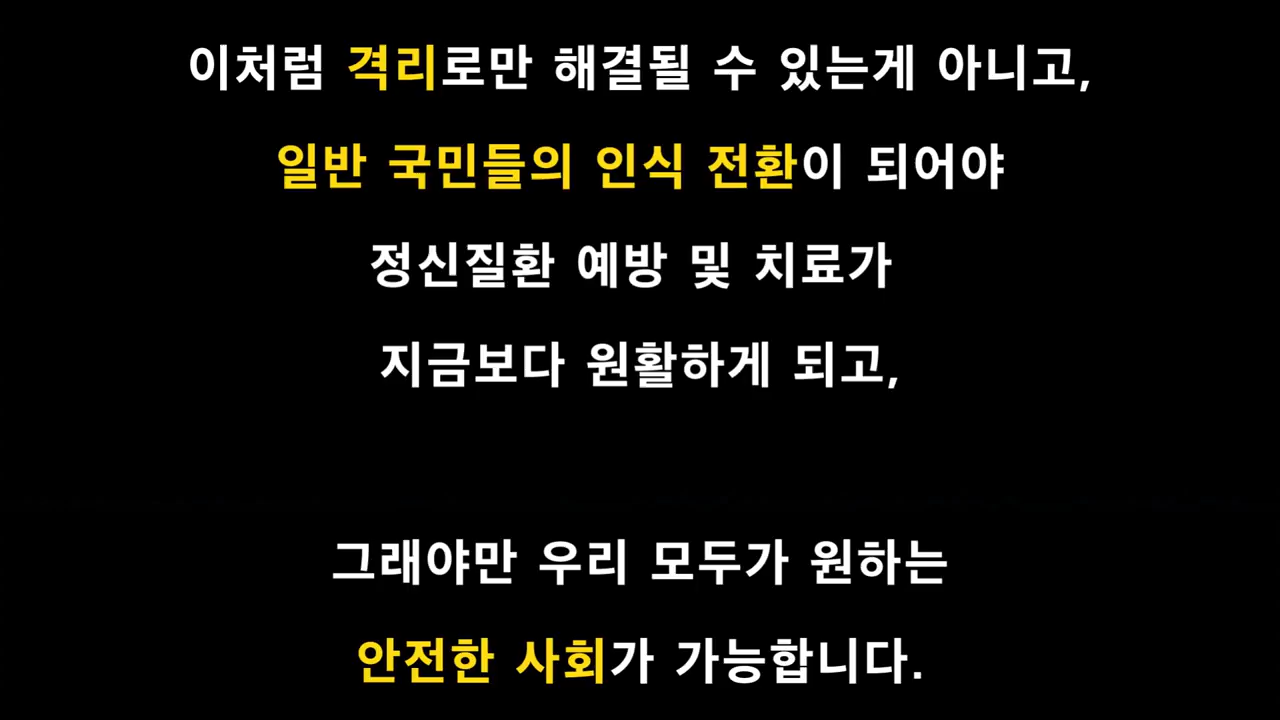 이처럼 격리로만 해결될 수 있는게 아니고,
일반 국민들의 인식 전환이 되어야
정신질환 예방 및 치료가
지금보다 원활하게 되고,
그래야만 우리 모두가 원하는
안전한 사회가 가능합니다.